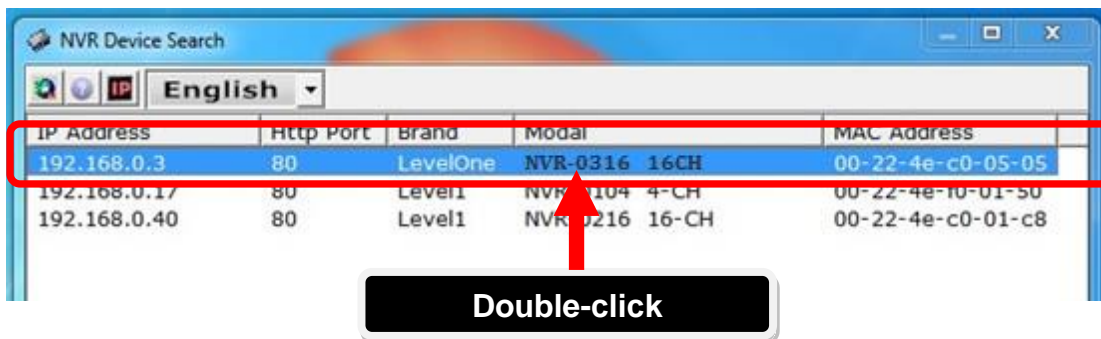 NVR Device Search
IP English
IP Address Http Port Brand Modal MAC Address
192.168.0.3 80 LevelOne NVR-0316 16CH 00-22-4e-c0-05-05
192.168.0.17 80 Level1 4-CH 00-22-4e-f0-01-50
192.168.0.40 80 Level1 16-CH 00-22-4e-c0-01-c8
Double-click